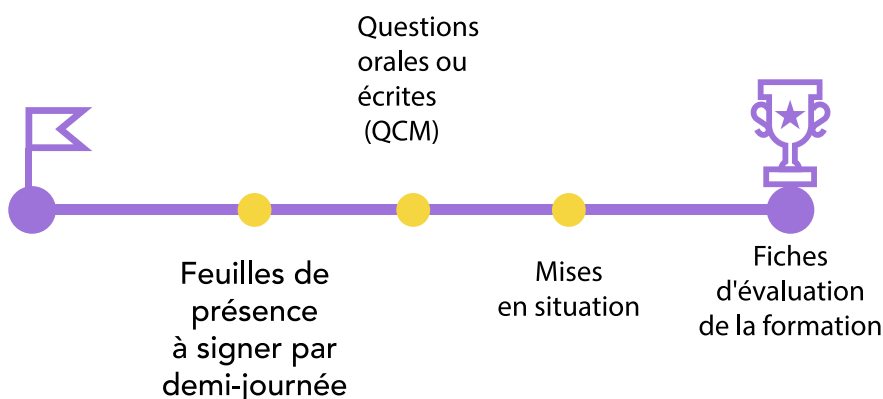 Questions
orales ou
écrites
(QCM)
Feuilles de
présence
à signer par
demi-journée
Mises
en situation
Fiches
d'évaluation
de la formation